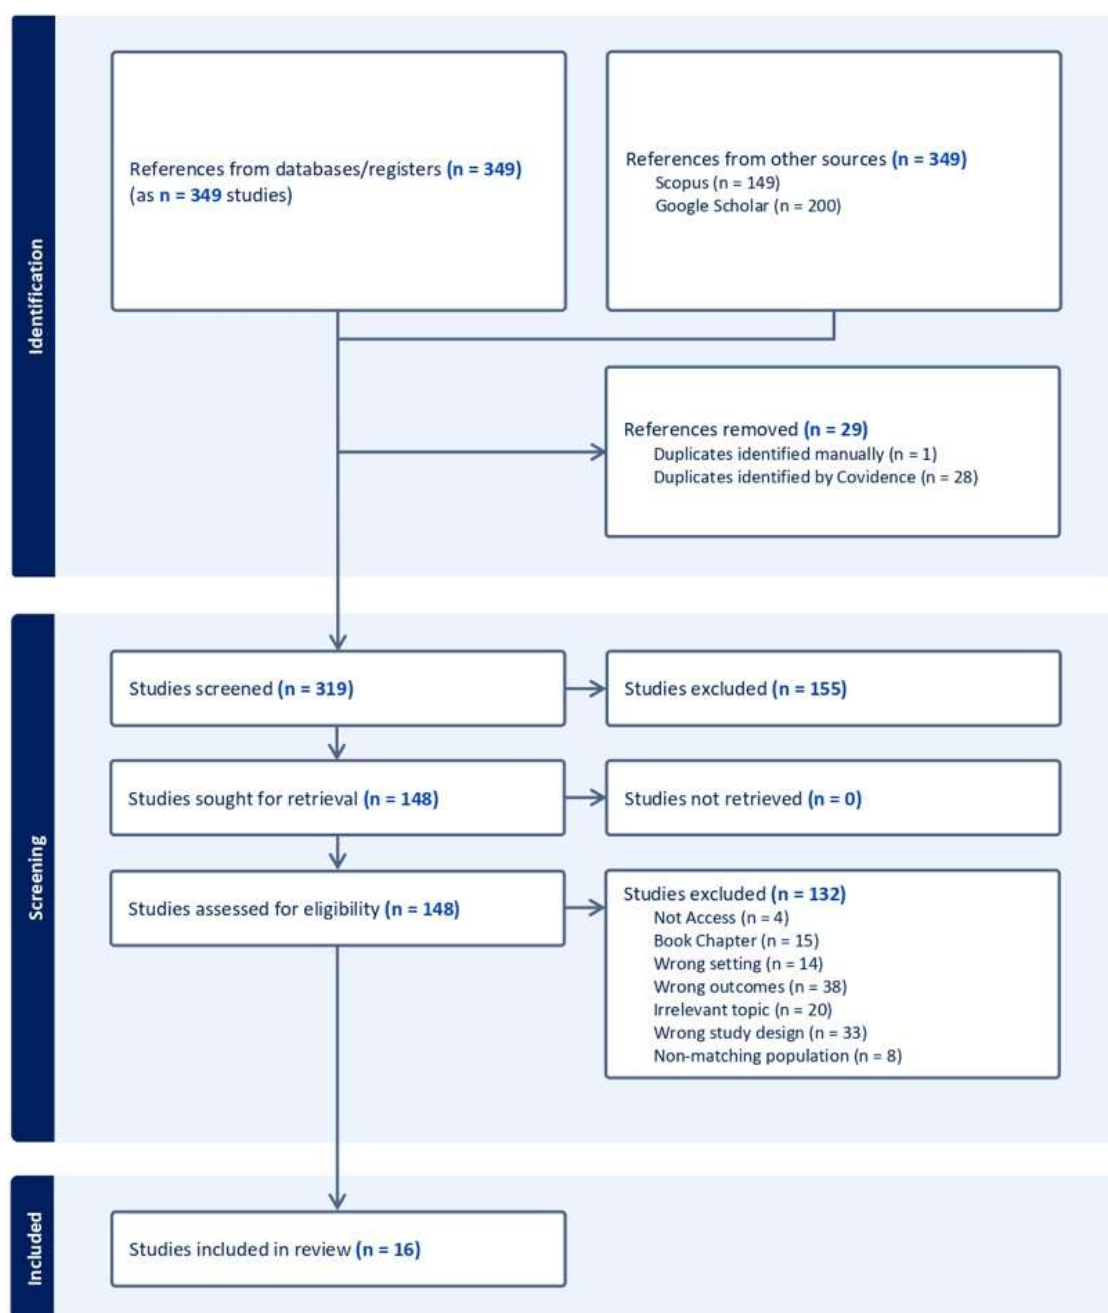 Identification
References from databases/registers (n = 349)
(as n = 349 studies)
References from other sources (n = 349)
Scopus (n = 149)
Google Scholar (n = 200)
References removed (n = 29)
Duplicates identified manually (n = 1)
Duplicates identified by Covidence (n = 28)
Screening
Studies screened (n = 319)
Studies excluded (n = 155)
Studies sought for retrieval (n = 148)
Studies not retrieved (n = 0)
Studies assessed for eligibility (n = 148)
Studies excluded (n = 132)
Not Access (n = 4)
Book Chapter (n = 15)
Wrong setting (n = 14)
Wrong outcomes (n = 38)
Irrelevant topic (n = 20)
Wrong study design (n = 33)
Non-matching population (n = 8)
Included
Studies included in review (n = 16)